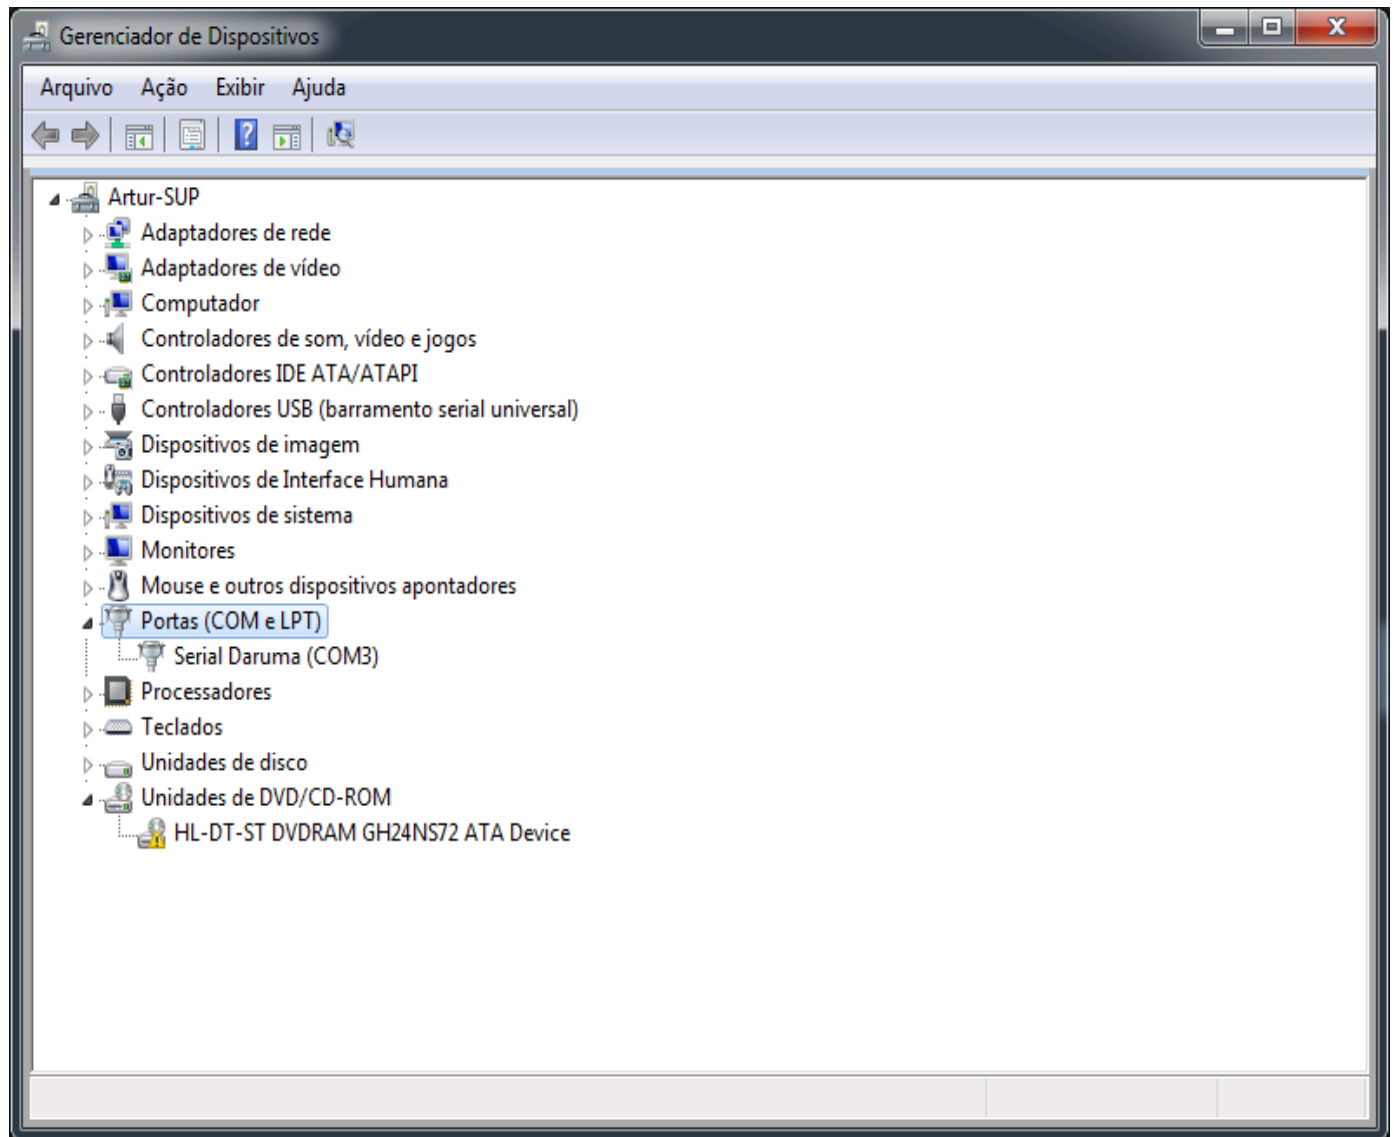 Gerenciador de Dispositivos
Arquivo Ação Exibir Ajuda
Artur-SUP
Adaptadores de rede
Adaptadores de vídeo
Computador
Controladores de som, vídeo e jogos
Controladores IDE ATA/ATAPI
Controladores USB (barramento serial universal)
Dispositivos de imagem
Dispositivos de Interface Humana
Dispositivos de sistema
Monitores
Mouse e outros dispositivos apontadores
Portas (COM e LPT)
Serial Daruma (COM3)
Processadores
Teclados
Unidades de disco
Unidades de DVD/CD-ROM
HL-DT-ST DVDRAM GH24NS72 ATA Device